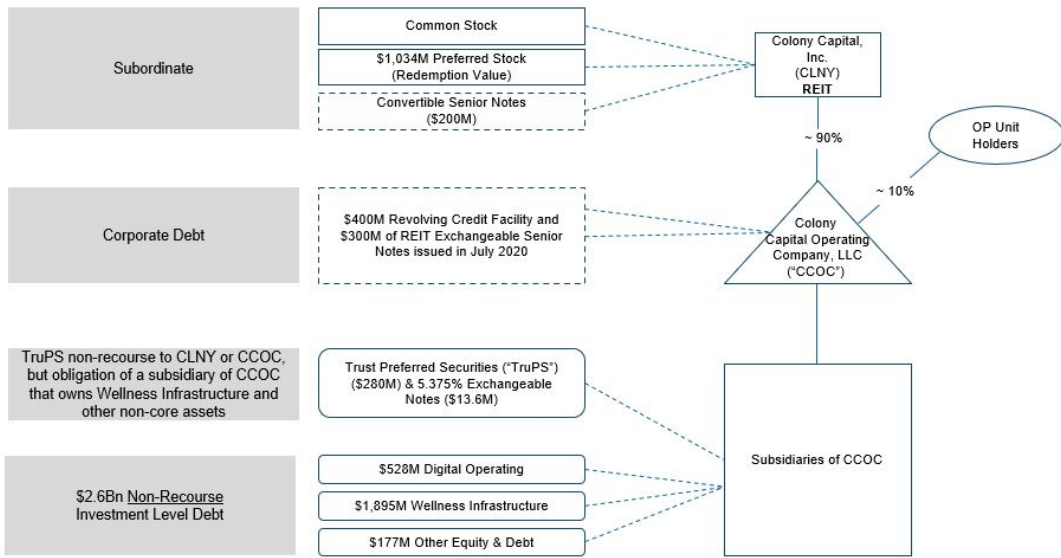 Subordinate
Common Stock
$1,034M Preferred Stock
(Redemption Value)
Convertible Senior Notes
($200M)
Colony Capital,
Inc.
(CLNY)
REIT
~ 90%
OP Unit
Holders
~ 10%
Corporate Debt
$400M Revolving Credit Facility and
$300M of REIT Exchangeable Senior
Notes issued in July 2020
Colony
Capital Operating
Company, LLC
("CCOC")
TruPS non-recourse to CLNY or CCOC,
but obligation of a subsidiary of CCOC
that owns Wellness Infrastructure and
other non-core assets
Trust Preferred Securities ("TruPS")
($280M) & 5.375% Exchangeable
Notes ($13.6M)
Subsidiaries of CCOC
$2.6Bn Non-Recourse
Investment Level Debt
$528M Digital Operating
$1,895M Wellness Infrastructure
$177M Other Equity & Debt